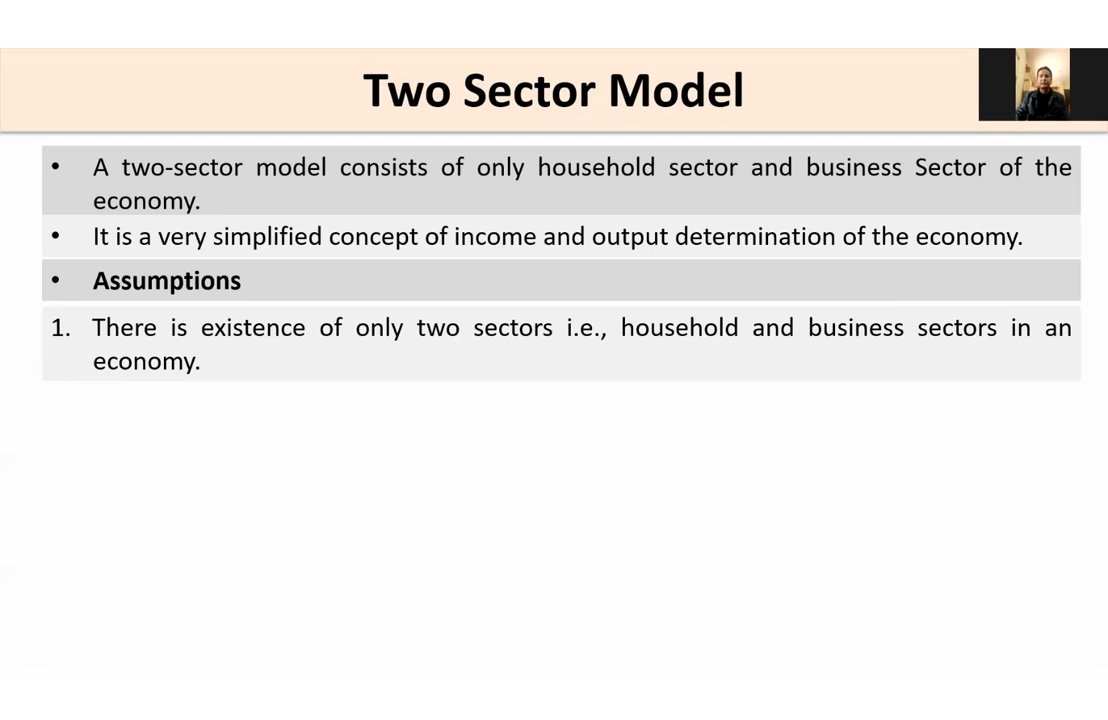 Two Sector Model
• A two-sector model consists of only household sector and business Sector of the
economy.
• It is a very simplified concept of income and output determination of the economy.
• Assumptions
1. There is existence of only two sectors i.e., household and business sectors in an
economy.